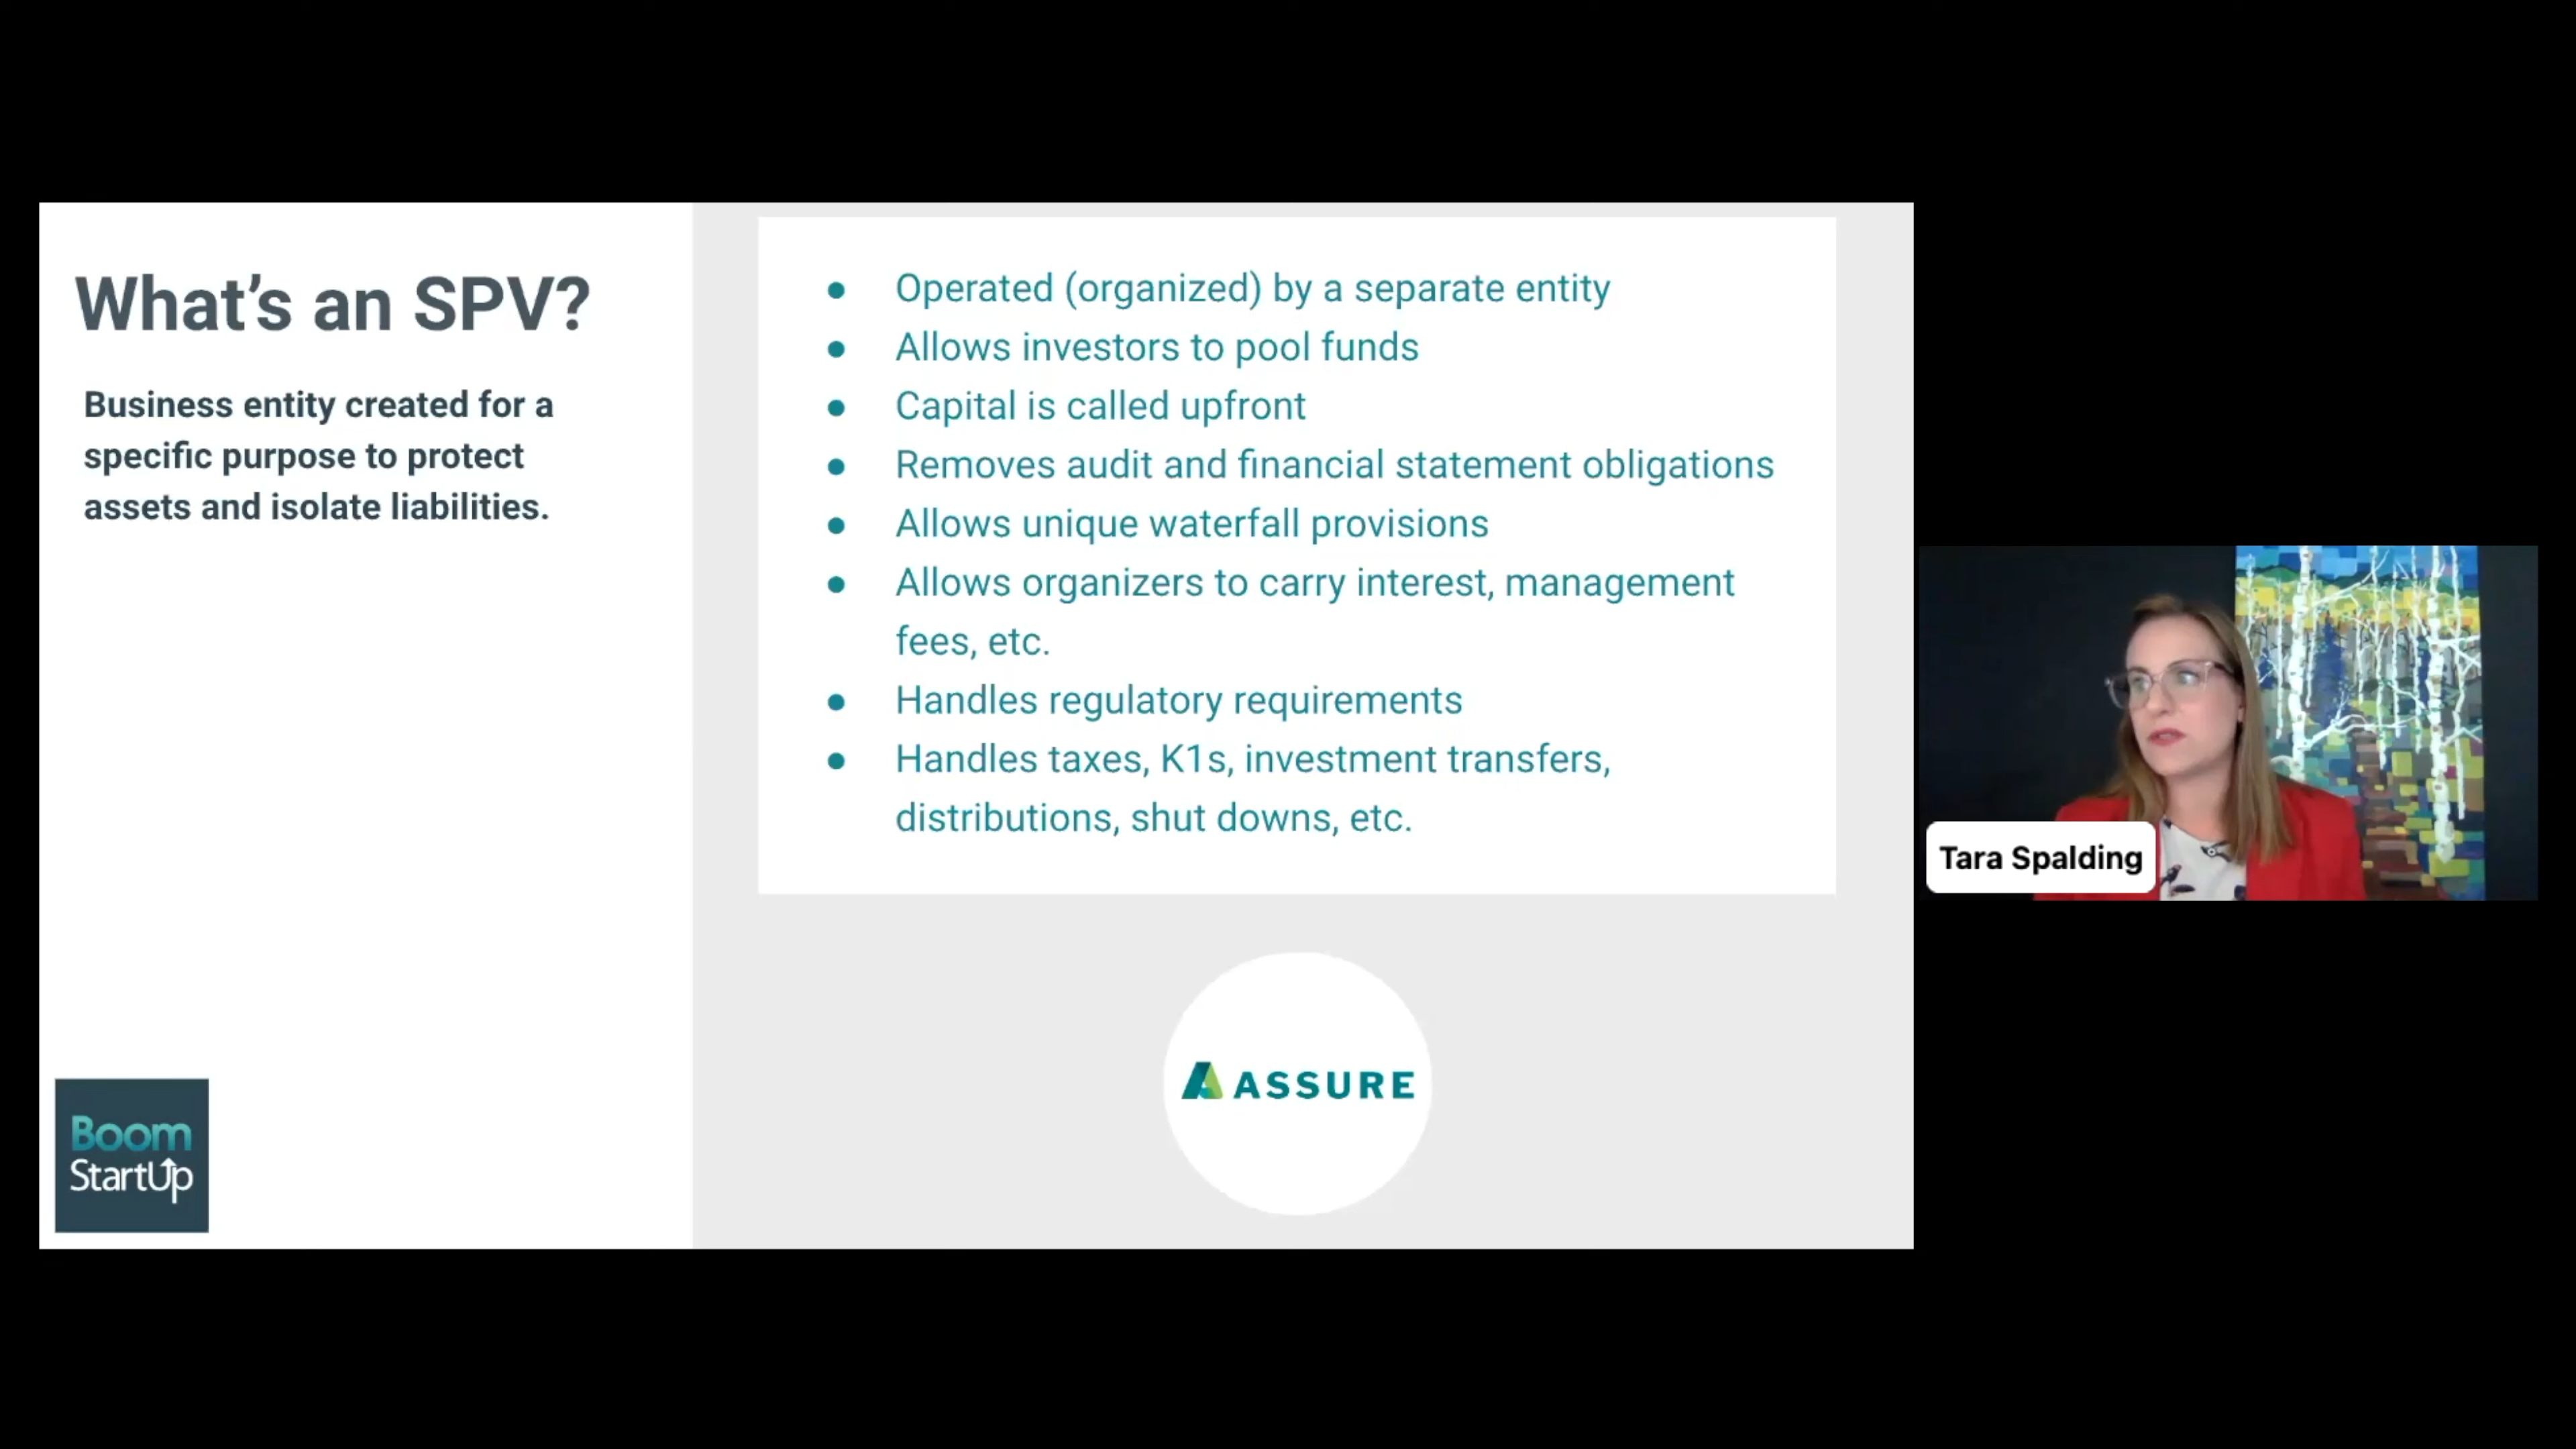 What’s an SPV?
Business entity created for a
specific purpose to protect
assets and isolate liabilities.
● Operated (organized) by a separate entity
● Allows investors to pool funds
● Capital is called upfront
● Removes audit and financial statement obligations
● Allows unique waterfall provisions
● Allows organizers to carry interest, management
fees, etc.
● Handles regulatory requirements
● Handles taxes, K1s, investment transfers,
distributions, shut downs, etc.
ASSURE
Boom
StartUp
Tara Spalding